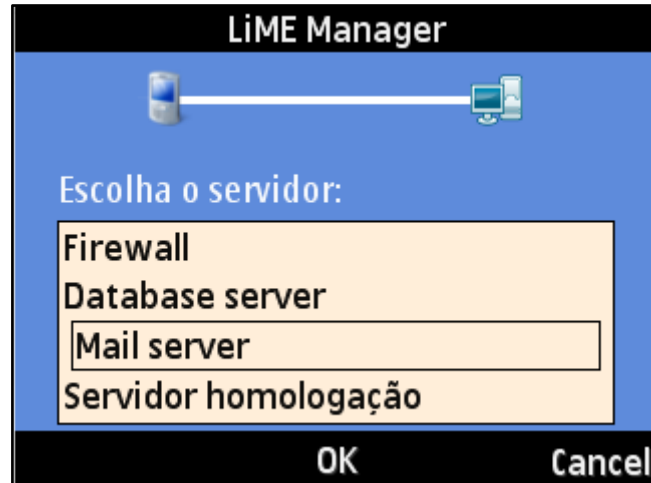 LiME Manager
Escolha o servidor:
Firewall
Database server
Mail server
Servidor homologação
OK
Cancel